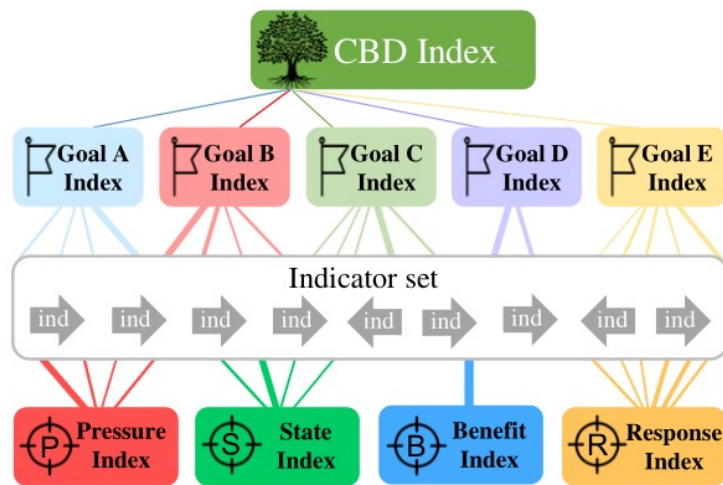 CBD Index
Goal A
Index
Goal B
Index
Goal C
Index
Goal D
Index
Goal E
Index
Indicator set
ind ind ind ind ind ind ind ind ind
P Pressure
Index
S State
Index
B Benefit
Index
R Response
Index